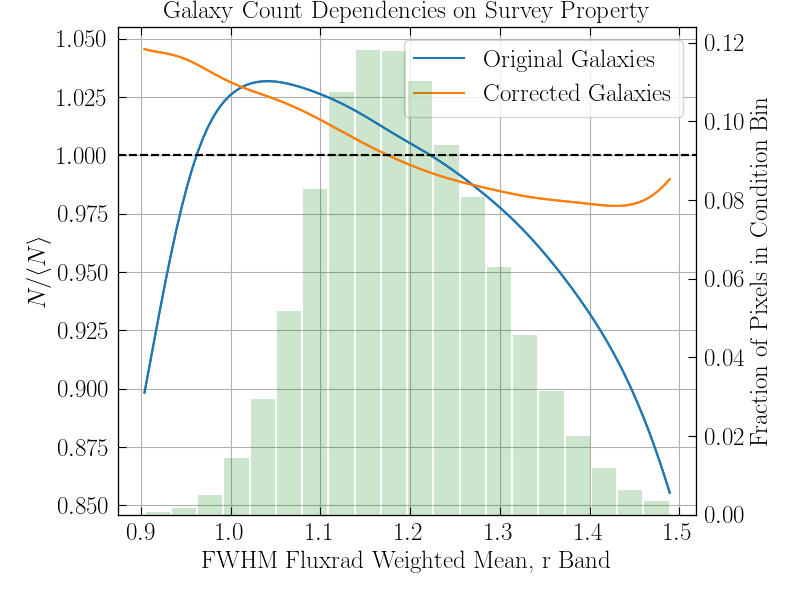 Galaxy Count Dependencies on Survey Property
Original Galaxies
Corrected Galaxies
1.050
1.025
1.000
0.975
0.950
0.925
0.900
0.875
0.850
N/⟨N⟩
0.12
0.10
0.08
0.06
0.04
0.02
0.00
Fraction of Pixels in Condition Bin
0.9 1.0 1.1 1.2 1.3 1.4 1.5
FWHM Fluxrad Weighted Mean, r Band